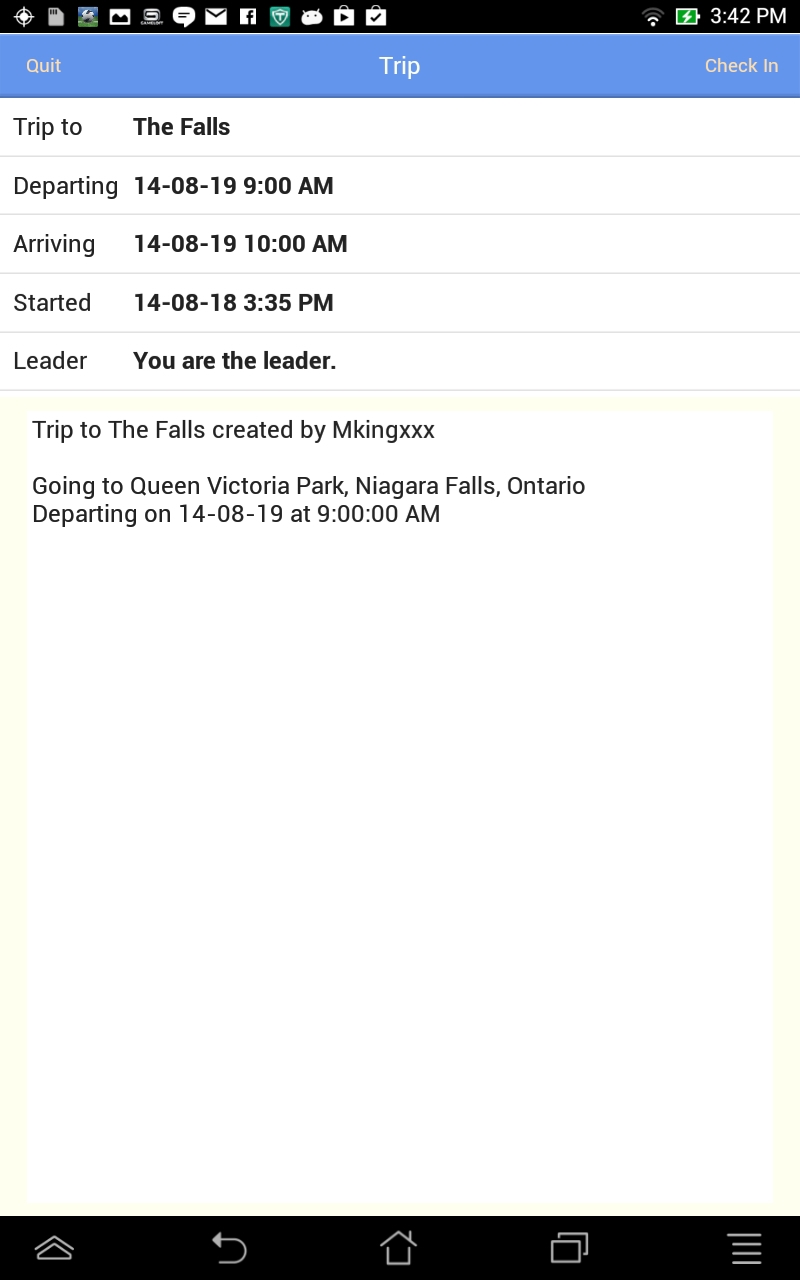 3:42 PM
Quit Trip Check In
Trip to The Falls
Departing 14-08-19 9:00 AM
Arriving 14-08-19 10:00 AM
Started 14-08-18 3:35 PM
Leader You are the leader.
Trip to The Falls created by Mkingxxx
Going to Queen Victoria Park, Niagara Falls, Ontario
Departing on 14-08-19 at 9:00:00 AM